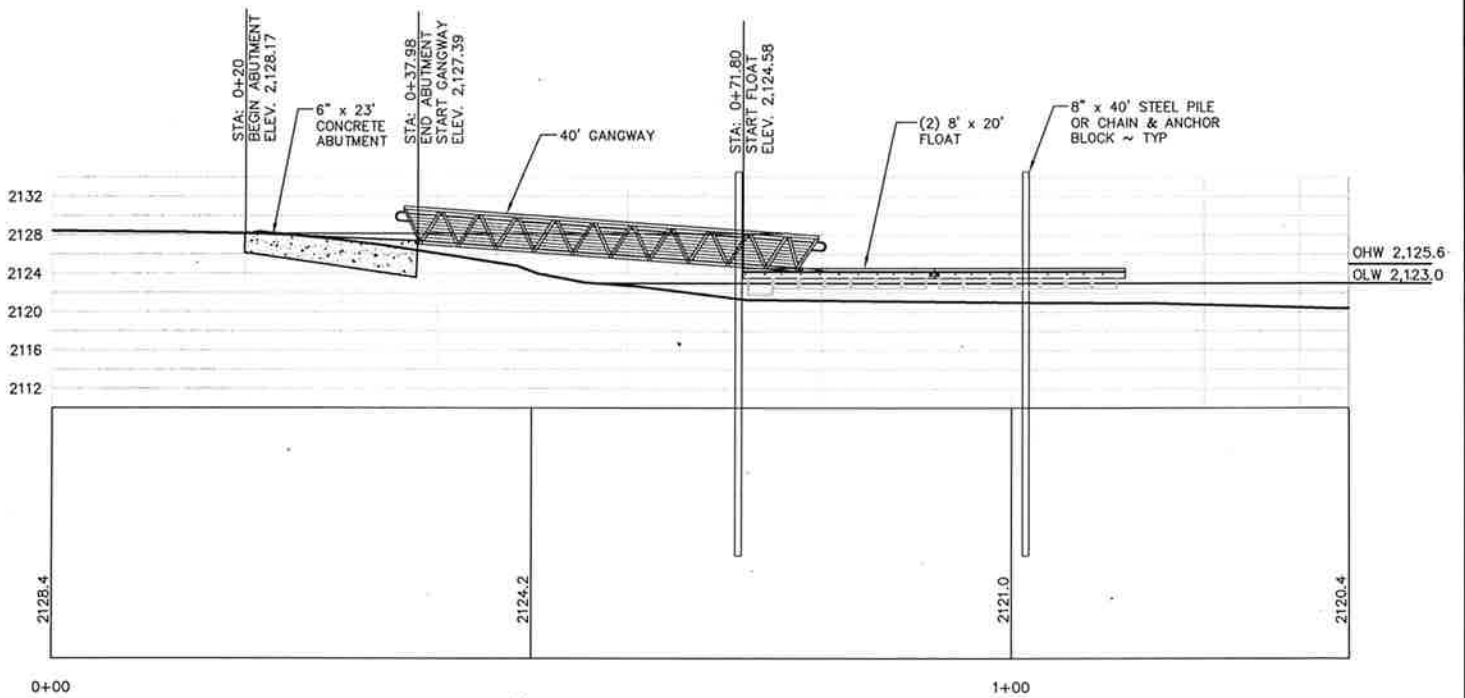 STA: 0+20
BEGIN ABUTMENT
ELEV. 2,128.17
STA: 0+37.98
END ABUTMENT
START GANGWAY
ELEV. 2,127.39
STA: 0+71.80
START FLOAT
ELEV. 2,124.58
6" x 23'
CONCRETE
ABUTMENT
40' GANGWAY
(2) 8' x 20'
FLOAT
8" x 40' STEEL PILE
OR CHAIN & ANCHOR
BLOCK ~ TYP
2132
2128
2124
2120
2116
2112
OHW 2,125.6
OLW 2,123.0
2128.4
2124.2
2121.0
2120.4
0+00
1+00